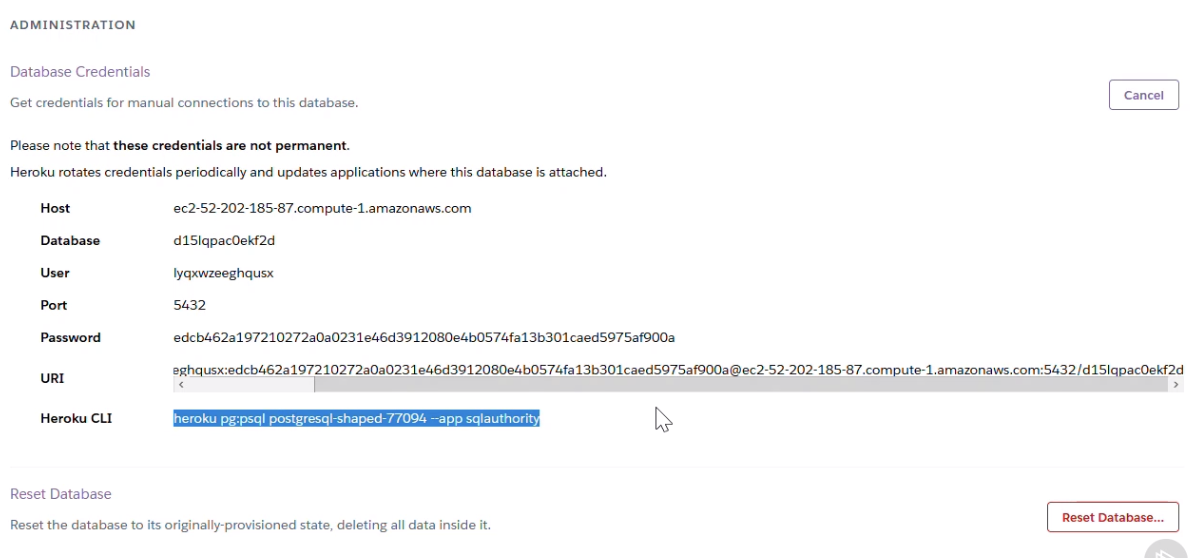 ADMINISTRATION
Database Credentials
Get credentials for manual connections to this database.
Cancel
Please note that these credentials are not permanent.
Heroku rotates credentials periodically and updates applications where this database is attached.
Host ec2-52-202-185-87.compute-1.amazonaws.com
Database d15lqpac0ekf2d
User lyqxwzeeghqusx
Port 5432
Password edcb462a197210272a0a0231e46d3912080e4b0574fa13b301caed5975af900a
URI eghqusx:edcb462a197210272a0a0231e46d3912080e4b0574fa13b301caed5975af900a@ec2-52-202-185-87.compute-1.amazonaws.com:5432/d15lqpac0ekf2d
Heroku CLI heroku pg:psql postgresql-shaped-77094 --app sqlauthority
Reset Database
Reset the database to its originally-provisioned state, deleting all data inside it.
Reset Database...